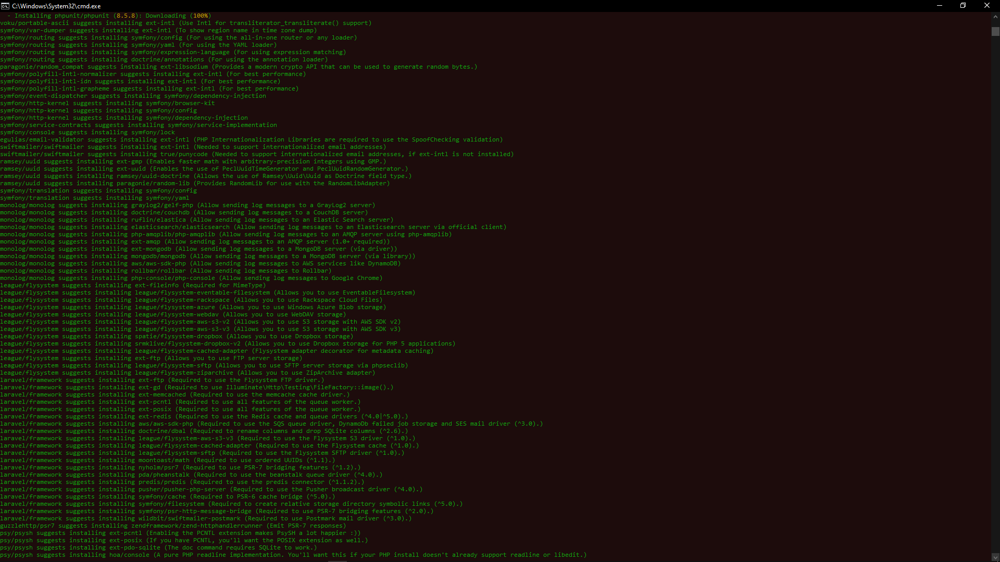 C:\Windows\System32\cmd.exe
- Installing phpunit/phpunit (8.5.8): Downloading (100%)
voku/portable-ascii suggests installing ext-intl (Use Intl for transliterator_transliterate() support)
symfony/var-dumper suggests installing ext-intl (To show region name in time zone dump)
symfony/routing suggests installing symfony/config (For using the all-in-one router or any loader)
symfony/routing suggests installing symfony/yaml (For using the YAML loader)
symfony/routing suggests installing symfony/expression-language (For using expression matching)
symfony/routing suggests installing doctrine/annotations (For using the annotation loader)
paragonie/random_compat suggests installing ext-libsodium (Provides a modern crypto API that can be used to generate random bytes.)
symfony/polyfill-intl-normalizer suggests installing ext-intl (For best performance)
symfony/polyfill-intl-idn suggests installing ext-intl (For best performance)
symfony/polyfill-intl-grapheme suggests installing ext-intl (For best performance)
symfony/event-dispatcher suggests installing symfony/dependency-injection
symfony/http-kernel suggests installing symfony/browser-kit
symfony/http-kernel suggests installing symfony/config
symfony/http-kernel suggests installing symfony/dependency-injection
symfony/service-contracts suggests installing symfony/service-implementation
symfony/console suggests installing symfony/lock
egulias/email-validator suggests installing ext-intl (PHP Internationalization Libraries are required to use the SpoofChecking validation)
swiftmailer/swiftmailer suggests installing ext-intl (Needed to support internationalized email addresses)
swiftmailer/swiftmailer suggests installing true/punycode (Needed to support internationalized email addresses, if ext-intl is not installed)
ramsey/uuid suggests installing ext-gmp (Enables faster math with arbitrary-precision integers using GMP.)
ramsey/uuid suggests installing ext-uuid (Enables the use of PeclUuidTimeGenerator and PeclUuidRandomGenerator.)
ramsey/uuid suggests installing ramsey/uuid-doctrine (Allows the use of Ramsey\Uuid\Uuid as Doctrine field type.)
ramsey/uuid suggests installing paragonie/random-lib (Provides RandomLib for use with the RandomLibAdapter)
symfony/translation suggests installing symfony/config
symfony/translation suggests installing symfony/yaml
monolog/monolog suggests installing graylog2/gelf-php (Allow sending log messages to a GrayLog2 server)
monolog/monolog suggests installing doctrine/couchdb (Allow sending log messages to a CouchDB server)
monolog/monolog suggests installing ruflin/elastica (Allow sending log messages to an Elastic Search server)
monolog/monolog suggests installing elasticsearch/elasticsearch (Allow sending log messages to an Elasticsearch server via official client)
monolog/monolog suggests installing php-amqplib/php-amqplib (Allow sending log messages to an AMQP server using php-amqplib)
monolog/monolog suggests installing ext-amqp (Allow sending log messages to an AMQP server (1.0+ required))
monolog/monolog suggests installing ext-mongodb (Allow sending log messages to a MongoDB server (via driver))
monolog/monolog suggests installing mongodb/mongodb (Allow sending log messages to a MongoDB server (via library))
monolog/monolog suggests installing aws/aws-sdk-php (Allow sending log messages to AWS services like DynamoDB)
monolog/monolog suggests installing rollbar/rollbar (Allow sending log messages to Rollbar)
monolog/monolog suggests installing php-console/php-console (Allow sending log messages to Google Chrome)
league/flysystem suggests installing ext-fileinfo (Required for MimeType)
league/flysystem suggests installing league/flysystem-eventable-filesystem (Allows you to use EventableFilesystem)
league/flysystem suggests installing league/flysystem-rackspace (Allows you to use Rackspace Cloud Files)
league/flysystem suggests installing league/flysystem-azure (Allows you to use Windows Azure Blob storage)
league/flysystem suggests installing league/flysystem-webdav (Allows you to use WebDAV storage)
league/flysystem suggests installing league/flysystem-aws-s3-v2 (Allows you to use S3 storage with AWS SDK v2)
league/flysystem suggests installing league/flysystem-aws-s3-v3 (Allows you to use S3 storage with AWS SDK v3)
league/flysystem suggests installing spatie/flysystem-dropbox (Allows you to use Dropbox storage)
league/flysystem suggests installing srmklive/flysystem-dropbox-v2 (Allows you to use Dropbox storage for PHP 5 applications)
league/flysystem suggests installing league/flysystem-cached-adapter (Flysystem adapter decorator for metadata caching)
league/flysystem suggests installing ext-ftp (Allows you to use FTP server storage)
league/flysystem suggests installing league/flysystem-sftp (Allows you to use SFTP server storage via phpseclib)
league/flysystem suggests installing league/flysystem-ziparchive (Allows you to use ZipArchive adapter)
laravel/framework suggests installing ext-ftp (Required to use the Flysystem FTP driver.)
laravel/framework suggests installing ext-gd (Required to use Illuminate\Http\Testing\FileFactory::image().)
laravel/framework suggests installing ext-memcached (Required to use the memcache cache driver.)
laravel/framework suggests installing ext-pcntl (Required to use all features of the queue worker.)
laravel/framework suggests installing ext-posix (Required to use all features of the queue worker.)
laravel/framework suggests installing ext-redis (Required to use the Redis cache and queue drivers (^4.0|^5.0).)
laravel/framework suggests installing aws/aws-sdk-php (Required to use the SQS queue driver, DynamoDb failed job storage and SES mail driver (^3.0).)
laravel/framework suggests installing doctrine/dbal (Required to rename columns and drop SQLite columns (^2.6).)
laravel/framework suggests installing league/flysystem-aws-s3-v3 (Required to use the Flysystem S3 driver (^1.0).)
laravel/framework suggests installing league/flysystem-cached-adapter (Required to use the Flysystem cache (^1.0).)
laravel/framework suggests installing league/flysystem-sftp (Required to use the Flysystem SFTP driver (^1.0).)
laravel/framework suggests installing moontoast/math (Required to use ordered UUIDs (^1.1).)
laravel/framework suggests installing nyholm/psr7 (Required to use PSR-7 bridging features (^1.2).)
laravel/framework suggests installing pda/pheanstalk (Required to use the beanstalk queue driver (^4.0).)
laravel/framework suggests installing predis/predis (Required to use the predis connector (^1.1.2).)
laravel/framework suggests installing pusher/pusher-php-server (Required to use the Pusher broadcast driver (^4.0).)
laravel/framework suggests installing symfony/cache (Required to PSR-6 cache bridge (^5.0).)
laravel/framework suggests installing symfony/filesystem (Required to create relative storage directory symbolic links (^5.0).)
laravel/framework suggests installing symfony/psr-http-message-bridge (Required to use PSR-7 bridging features (^2.0).)
laravel/framework suggests installing wildbit/swiftmailer-postmark (Required to use Postmark mail driver (^3.0).)
guzzlehttp/psr7 suggests installing zendframework/zend-httphandlerrunner (Emit PSR-7 responses)
psy/psysh suggests installing ext-pcntl (Enabling the PCNTL extension makes PsySH a lot happier :))
psy/psysh suggests installing ext-posix (If you have PCNTL, you'll want the POSIX extension as well.)
psy/psysh suggests installing ext-pdo-sqlite (The doc command requires SQLite to work.)
psy/psysh suggests installing hoa/console (A pure PHP readline implementation. You'll want this if your PHP install doesn't already support readline or libedit.)